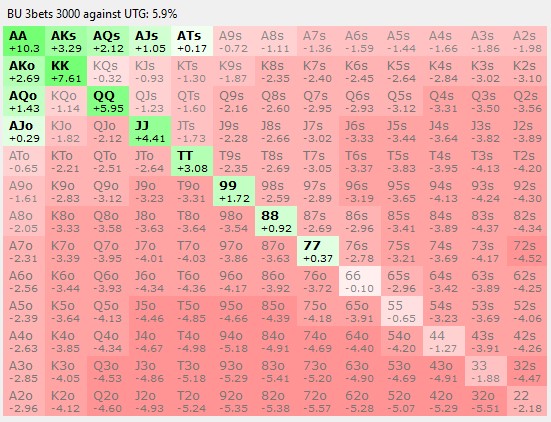 BU 3bets 3000 against UTG: 5.9%
AA AKs AQs AJs ATs A9s A8s A7s A6s A5s A4s A3s A2s
+10.3 +3.29 +2.12 +1.05 +0.17 -0.72 -1.11 -1.36 -1.59 -1.44 -1.66 -1.86 -1.98
AKo KK KQs KJs KTs K9s K8s K7s K6s K5s K4s K3s K2s
+2.69 +7.61 -0.32 -0.93 -1.30 -1.87 -2.35 -2.40 -2.45 -2.64 -2.84 -3.02 -3.10
AQo KQo QQ QJs QTs Q9s Q8s Q7s Q6s Q5s Q4s Q3s Q2s
+1.43 -1.14 +5.95 -1.23 -1.60 -2.16 -2.60 -2.95 -2.93 -3.12 -3.31 -3.50 -3.56
AJo KJo QJo JJ JTs J9s J8s J7s J6s J5s J4s J3s J2s
+0.29 -1.82 -2.12 +4.41 -1.73 -2.28 -2.66 -3.02 -3.33 -3.44 -3.64 -3.82 -3.89
ATo KTo QTo JTo TT T9s T8s T7s T6s T5s T4s T3s T2s
-0.65 -2.21 -2.51 -2.64 +3.08 -2.35 -2.69 -3.05 -3.37 -3.83 -3.95 -4.13 -4.20
A9o K9o Q9o J9o T9o 99 98s 97s 96s 95s 94s 93s 92s
-1.61 -2.83 -3.12 -3.23 -3.31 +1.72 -2.59 -2.89 -3.19 -3.65 -4.13 -4.24 -4.30
A8o K8o Q8o J8o T8o 98o 88 87s 86s 85s 84s 83s 82s
-2.05 -3.33 -3.58 -3.63 -3.64 -3.54 +0.92 -2.69 -2.96 -3.41 -3.89 -4.37 -4.34
A7o K7o Q7o J7o T7o 97o 87o 77 76s 75s 74s 73s 72s
-2.31 -3.39 -3.95 -4.01 -4.03 -3.86 -3.63 +0.37 -2.78 -3.21 -3.69 -4.17 -4.52
A6o K6o Q6o J6o T6o 96o 86o 76o 66 65s 64s 63s 62s
-2.56 -3.44 -3.93 -4.34 -4.36 -4.17 -3.92 -3.72 -0.10 -2.96 -3.42 -3.89 -4.25
A5o K5o Q5o J5o T5o 95o 85o 75o 65o 55 54s 53s 52s
-2.39 -3.64 -4.13 -4.46 -4.85 -4.66 -4.39 -4.18 -3.91 -0.65 -3.23 -3.69 -4.06
A4o K4o Q4o J4o T4o 94o 84o 74o 64o 54o 44 43s 42s
-2.63 -3.85 -4.34 -4.67 -4.98 -5.18 -4.91 -4.69 -4.40 -4.20 -1.27 -3.91 -4.26
A3o K3o Q3o J3o T3o 93o 83o 73o 63o 53o 43o 33 32s
-2.85 -4.05 -4.53 -4.86 -5.18 -5.29 -5.41 -5.20 -4.90 -4.69 -4.91 -1.88 -4.47
A2o K2o Q2o J2o T2o 92o 82o 72o 62o 52o 42o 32o 22
-2.96 -4.12 -4.60 -4.93 -5.24 -5.35 -5.38 -5.57 -5.28 -5.07 -5.29 -5.51 -2.18